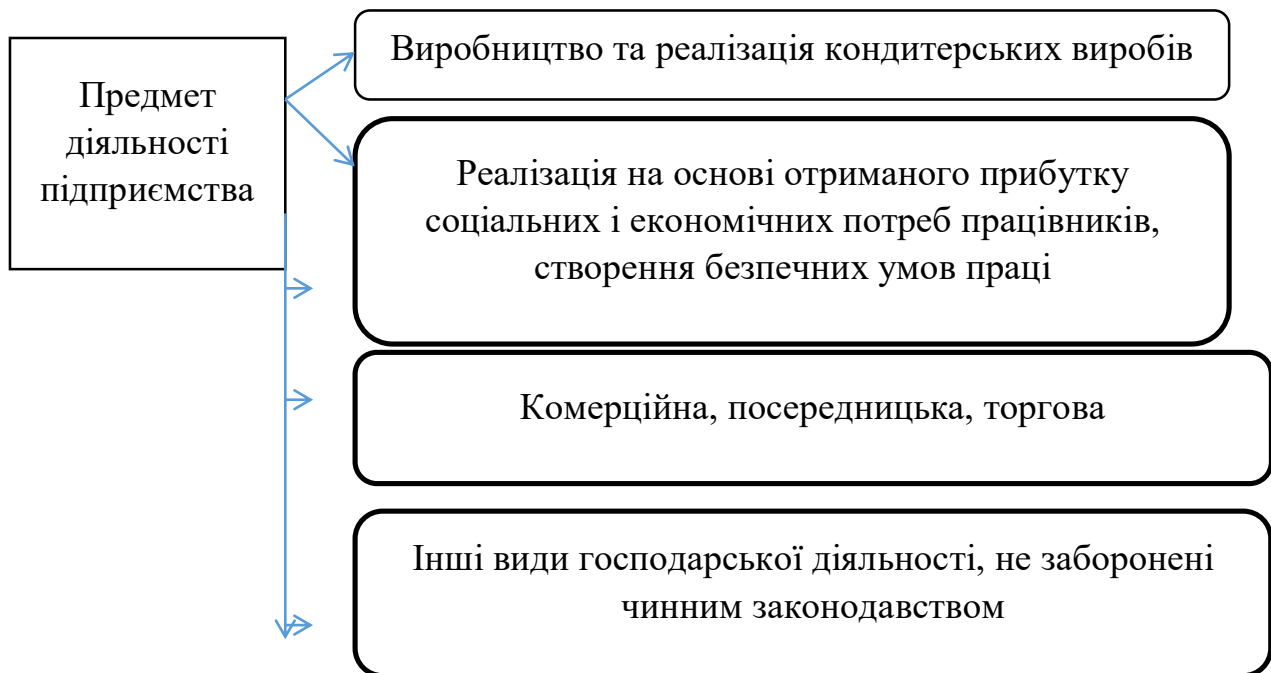 Предмет
діяльності
підприємства
Виробництво та реалізація кондитерських виробів
Реалізація на основі отриманого прибутку
соціальних і економічних потреб працівників,
створення безпечних умов праці
Комерційна, посередницька, торгова
Інші види господарської діяльності, не заборонені
чинним законодавством